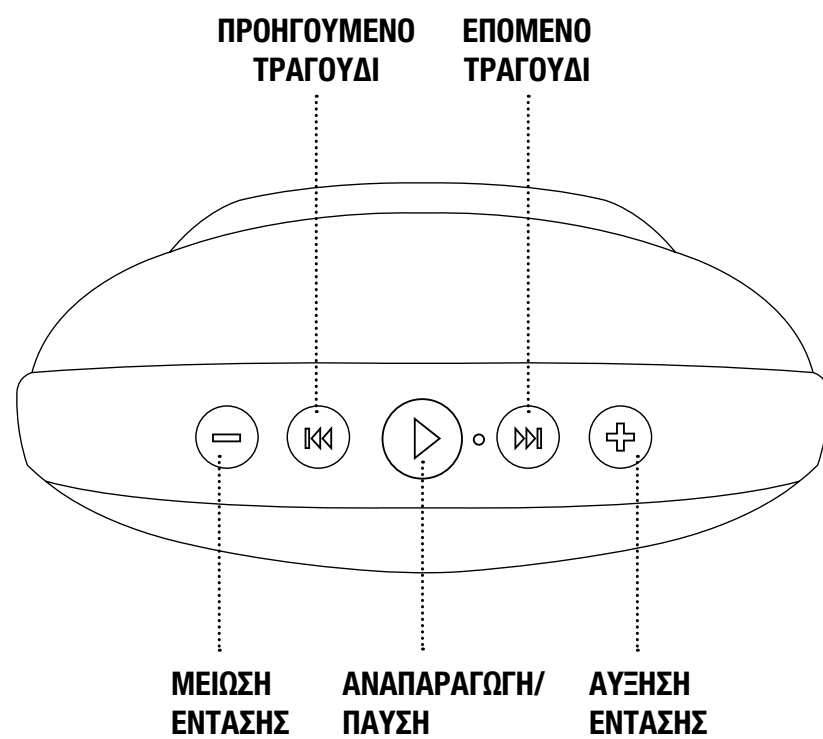 ΠΡΟΗΓΟΥΜΕΝΟ
ΤΡΑΓΟΥΔΙ
ΕΠΟΜΕΝΟ
ΤΡΑΓΟΥΔΙ
ΜΕΙΩΣΗ
ΕΝΤΑΣΗΣ
ΑΝΑΠΑΡΑΓΩΓΗ/
ΠΑΥΣΗ
ΑΥΞΗΣΗ
ΕΝΤΑΣΗΣ